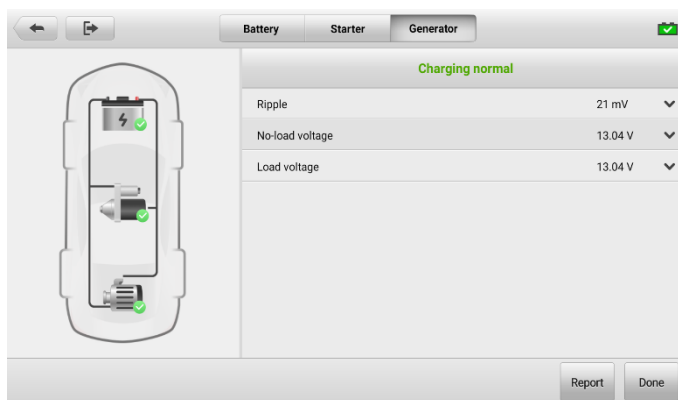 Battery Starter Generator
Charging normal
Ripple 21 mV
No-load voltage 13.04 V
Load voltage 13.04 V
Report Done